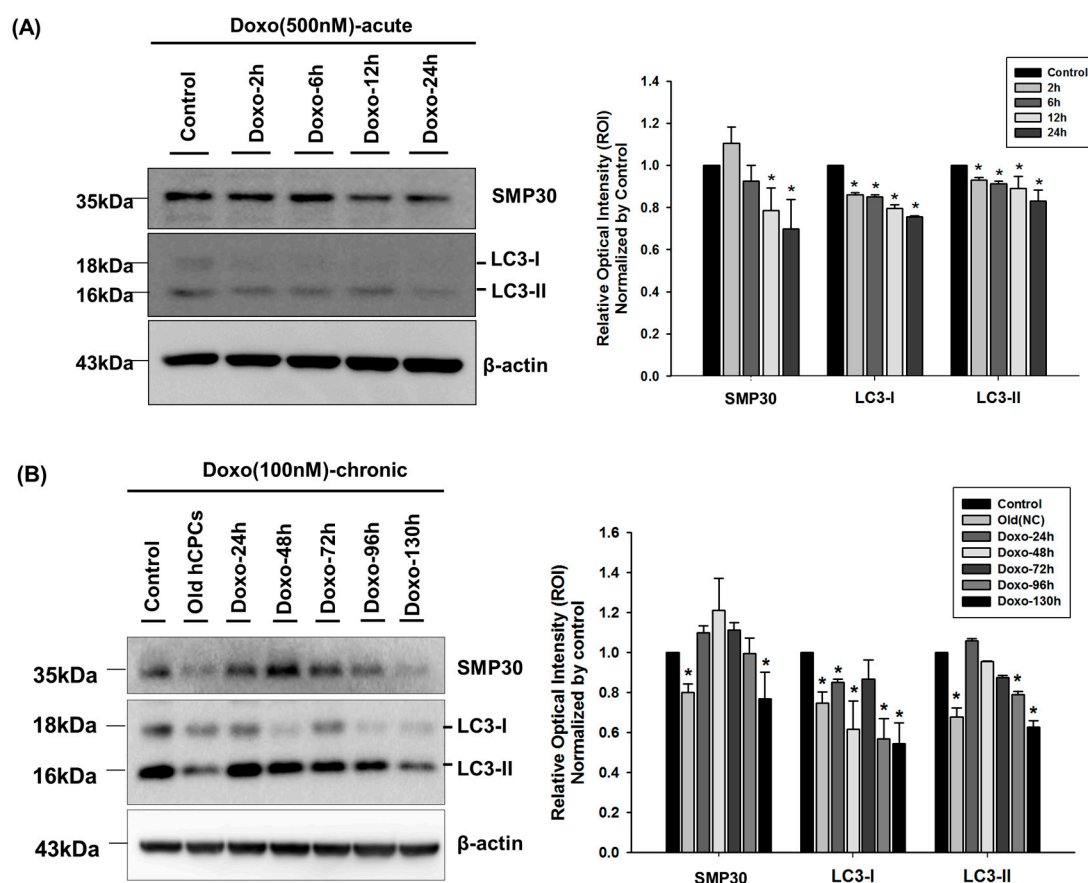 (A)
Doxo(500nM)-acute
Control
Doxo-2h
Doxo-6h
Doxo-12h
Doxo-24h
35kDa
SMP30
18kDa
LC3-I
16kDa
LC3-II
43kDa
β-actin
Relative Optical Intensity (ROI)
Normalized by Control
1.4
1.2
1.0
0.8
0.6
0.4
0.2
0.0
Control
2h
6h
12h
24h
* *
* * * *
* * * *
SMP30
LC3-I
LC3-II
(B)
Doxo(100nM)-chronic
Control
Old hCPCs
Doxo-24h
Doxo-48h
Doxo-72h
Doxo-96h
Doxo-130h
35kDa
SMP30
18kDa
LC3-I
16kDa
LC3-II
43kDa
β-actin
Relative Optical Intensity (ROI)
Normalized by control
1.6
1.4
1.2
1.0
0.8
0.6
0.4
0.2
0.0
Control
Old(NC)
Doxo-24h
Doxo-48h
Doxo-72h
Doxo-96h
Doxo-130h
* *
* * * * *
* * *
SMP30
LC3-I
LC3-II